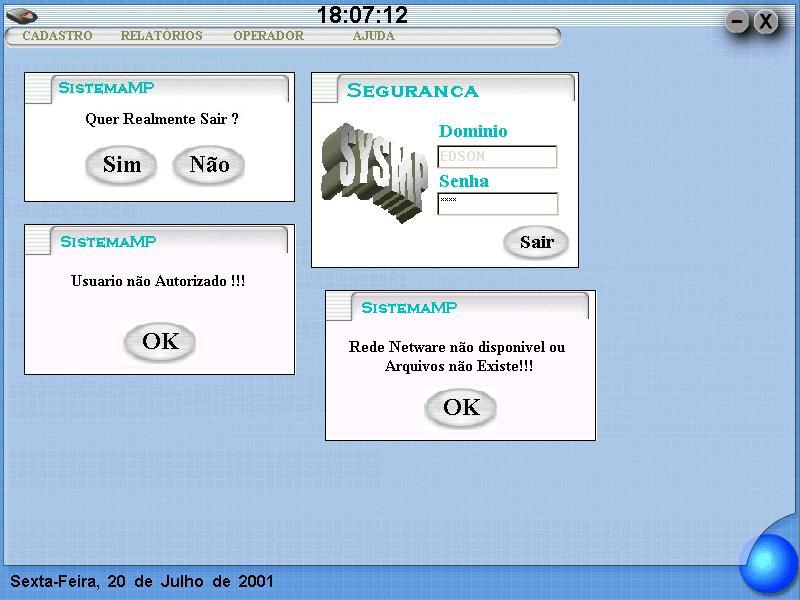 18:07:12
CADASTRO RELATÓRIOS OPERADOR AJUDA
X
SistemaMP
Quer Realmente Sair ?
Sim Não
Seguranca
SYSMP
Dominio
EDSON
Senha
****
Sair
SistemaMP
Usuario não Autorizado !!!
OK
SistemaMP
Rede Netware não disponivel ou
Arquivos não Existe!!!
OK
Sexta-Feira, 20 de Julho de 2001